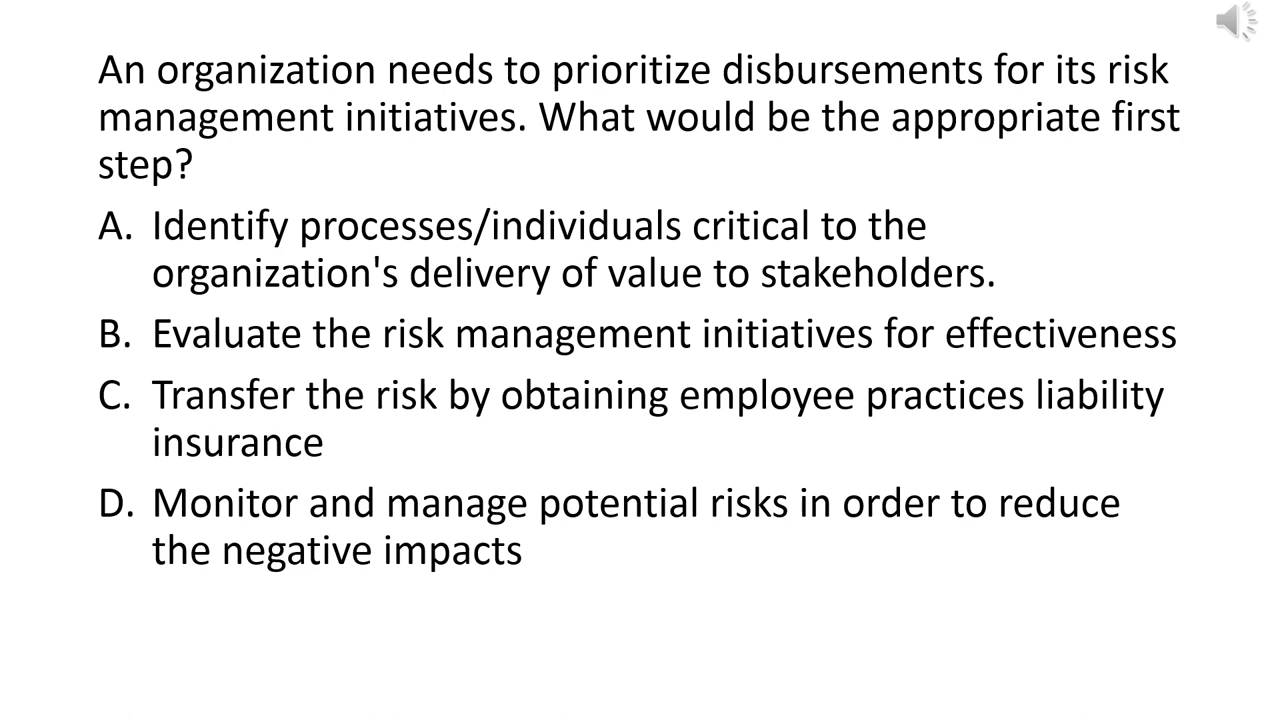 An organization needs to prioritize disbursements for its risk
management initiatives. What would be the appropriate first
step?
A. Identify processes/individuals critical to the
organization's delivery of value to stakeholders.
B. Evaluate the risk management initiatives for effectiveness
C. Transfer the risk by obtaining employee practices liability
insurance
D. Monitor and manage potential risks in order to reduce
the negative impacts